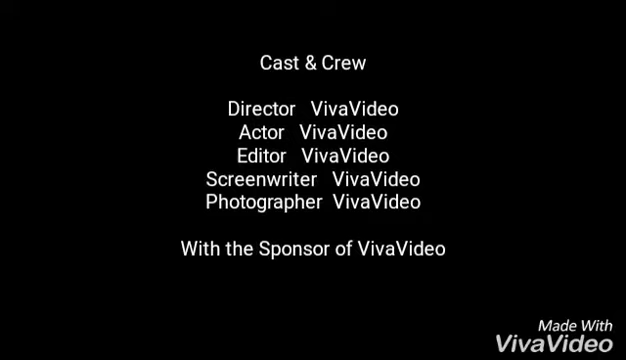 Cast & Crew
Director VivaVideo
Actor VivaVideo
Editor VivaVideo
Screenwriter VivaVideo
Photographer VivaVideo
With the Sponsor of VivaVideo
Made With
VivaVideo